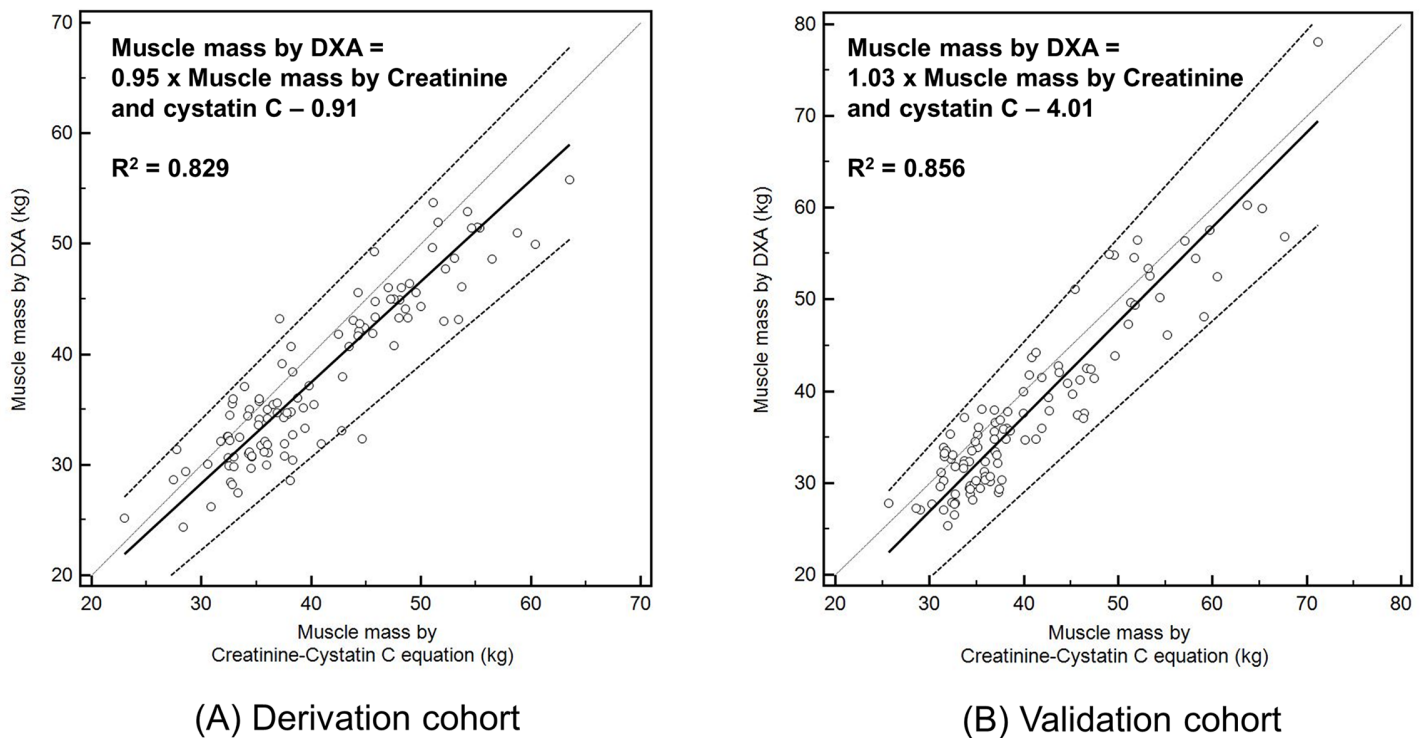 Muscle mass by DXA =
0.95 x Muscle mass by Creatinine
and cystatin C – 0.91
R² = 0.829
Muscle mass by DXA (kg)
70
60
50
40
30
20
20 30 40 50 60 70
Muscle mass by
Creatinine-Cystatin C equation (kg)
(A) Derivation cohort
Muscle mass by DXA =
1.03 x Muscle mass by Creatinine
and cystatin C – 4.01
R² = 0.856
Muscle mass by DXA (kg)
80
70
60
50
40
30
20
20 30 40 50 60 70 80
Muscle mass by
Creatinine-Cystatin C equation (kg)
(B) Validation cohort